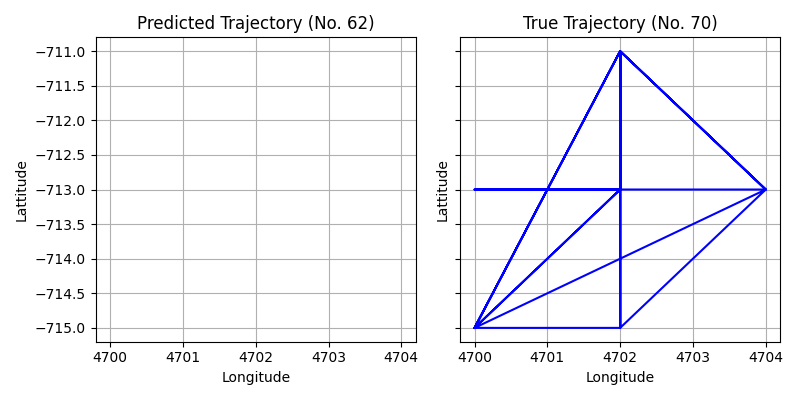 Predicted Trajectory (No. 62)
True Trajectory (No. 70)
−711.0
−711.5
−712.0
−712.5
−713.0
−713.5
−714.0
−714.5
−715.0
Lattitude
Lattitude
4700 4701 4702 4703 4704
4700 4701 4702 4703 4704
Longitude
Longitude